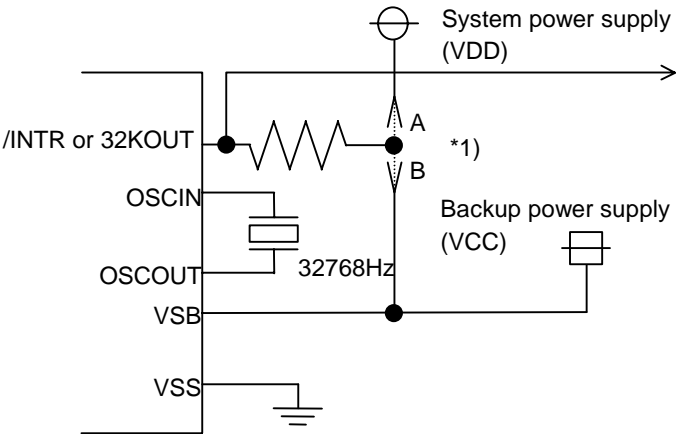 System power supply
(VDD)
/INTR or 32KOUT
A
*1)
B
OSCIN
Backup power supply
(VCC)
OSCOUT
32768Hz
VSB
VSS